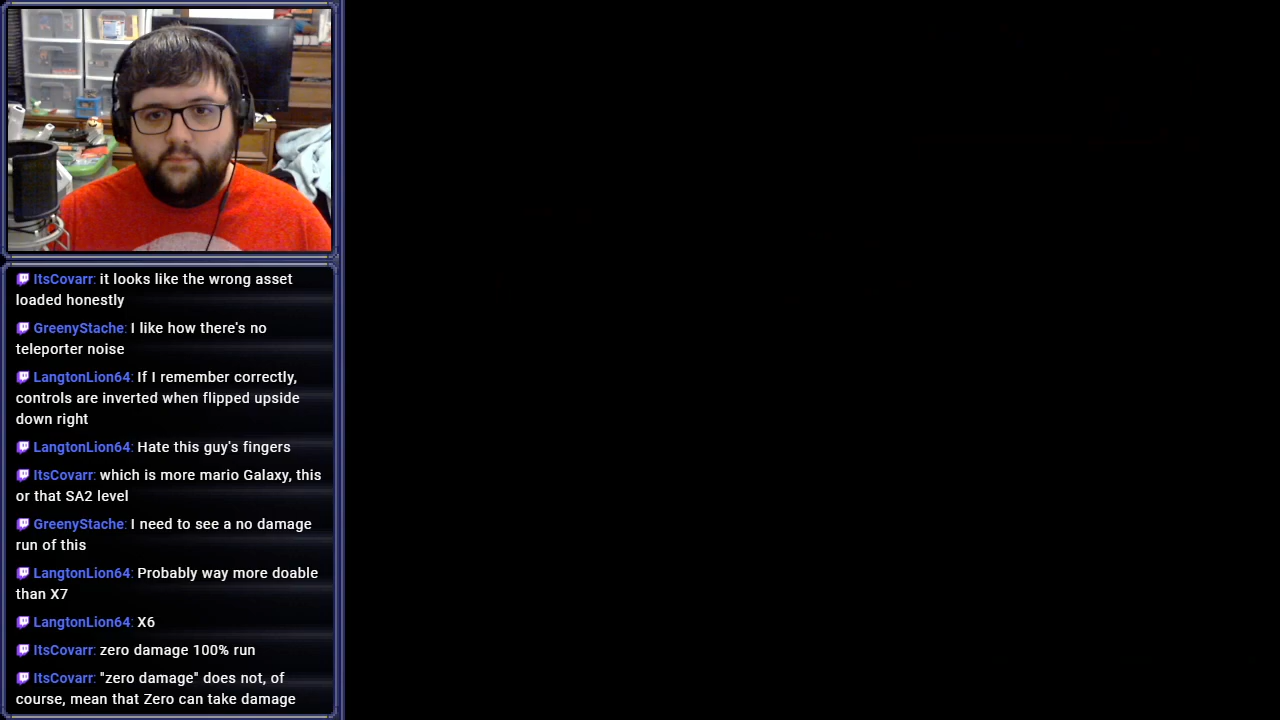 ItsCovarr: it looks like the wrong asset
loaded honestly
GreenyStache: I like how there's no
teleporter noise
LangtonLion64: If I remember correctly,
controls are inverted when flipped upside
down right
LangtonLion64: Hate this guy's fingers
ItsCovarr: which is more mario Galaxy, this
or that SA2 level
GreenyStache: I need to see a no damage
run of this
LangtonLion64: Probably way more doable
than X7
LangtonLion64: X6
ItsCovarr: zero damage 100% run
ItsCovarr: "zero damage" does not, of
course, mean that Zero can take damage